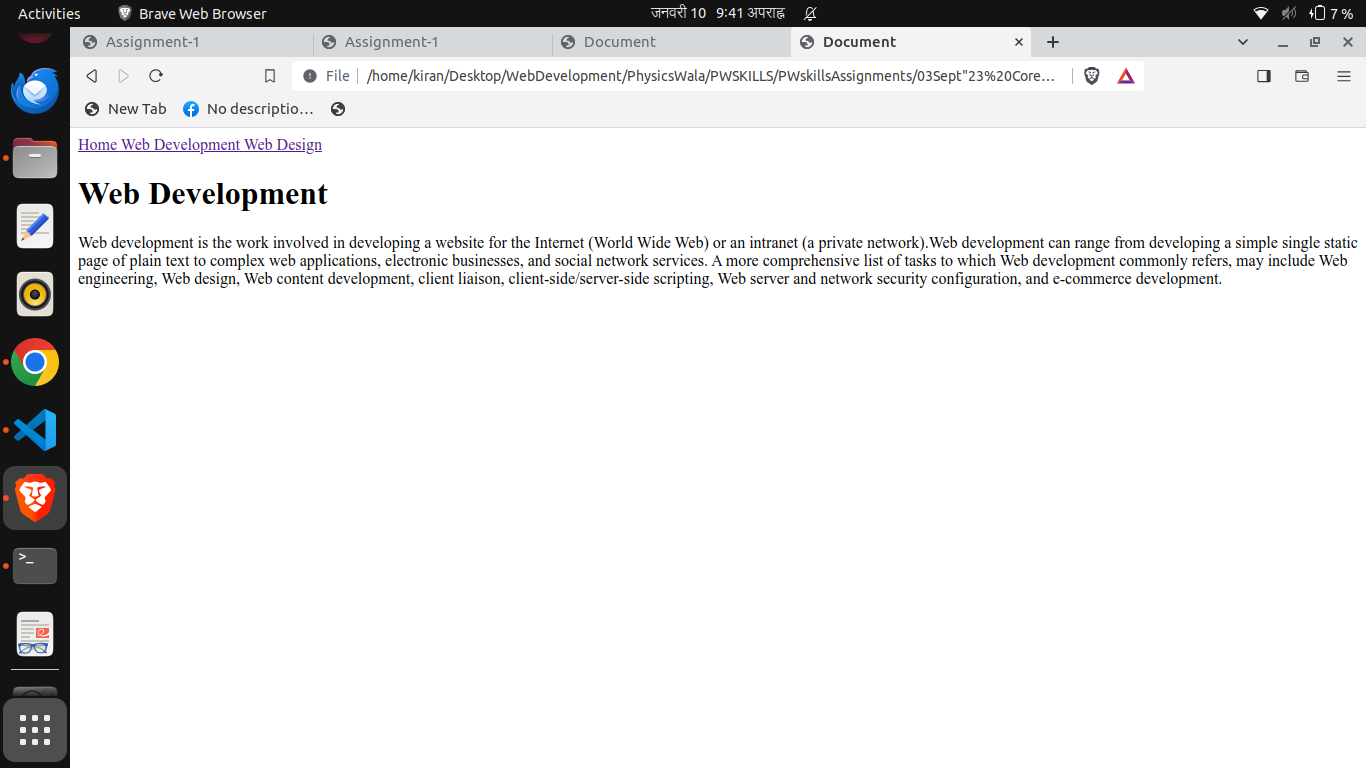 Activities Brave Web Browser जनवरी 10 9:41 अपराह्न 7 %
Assignment-1 Assignment-1 Document Document
File /home/kiran/Desktop/WebDevelopment/PhysicsWala/PWSKILLS/PWskillsAssignments/03Sept"23%20Core…
New Tab No descriptio…
Home Web Development Web Design
Web Development
Web development is the work involved in developing a website for the Internet (World Wide Web) or an intranet (a private network).Web development can range from developing a simple single static
page of plain text to complex web applications, electronic businesses, and social network services. A more comprehensive list of tasks to which Web development commonly refers, may include Web
engineering, Web design, Web content development, client liaison, client-side/server-side scripting, Web server and network security configuration, and e-commerce development.